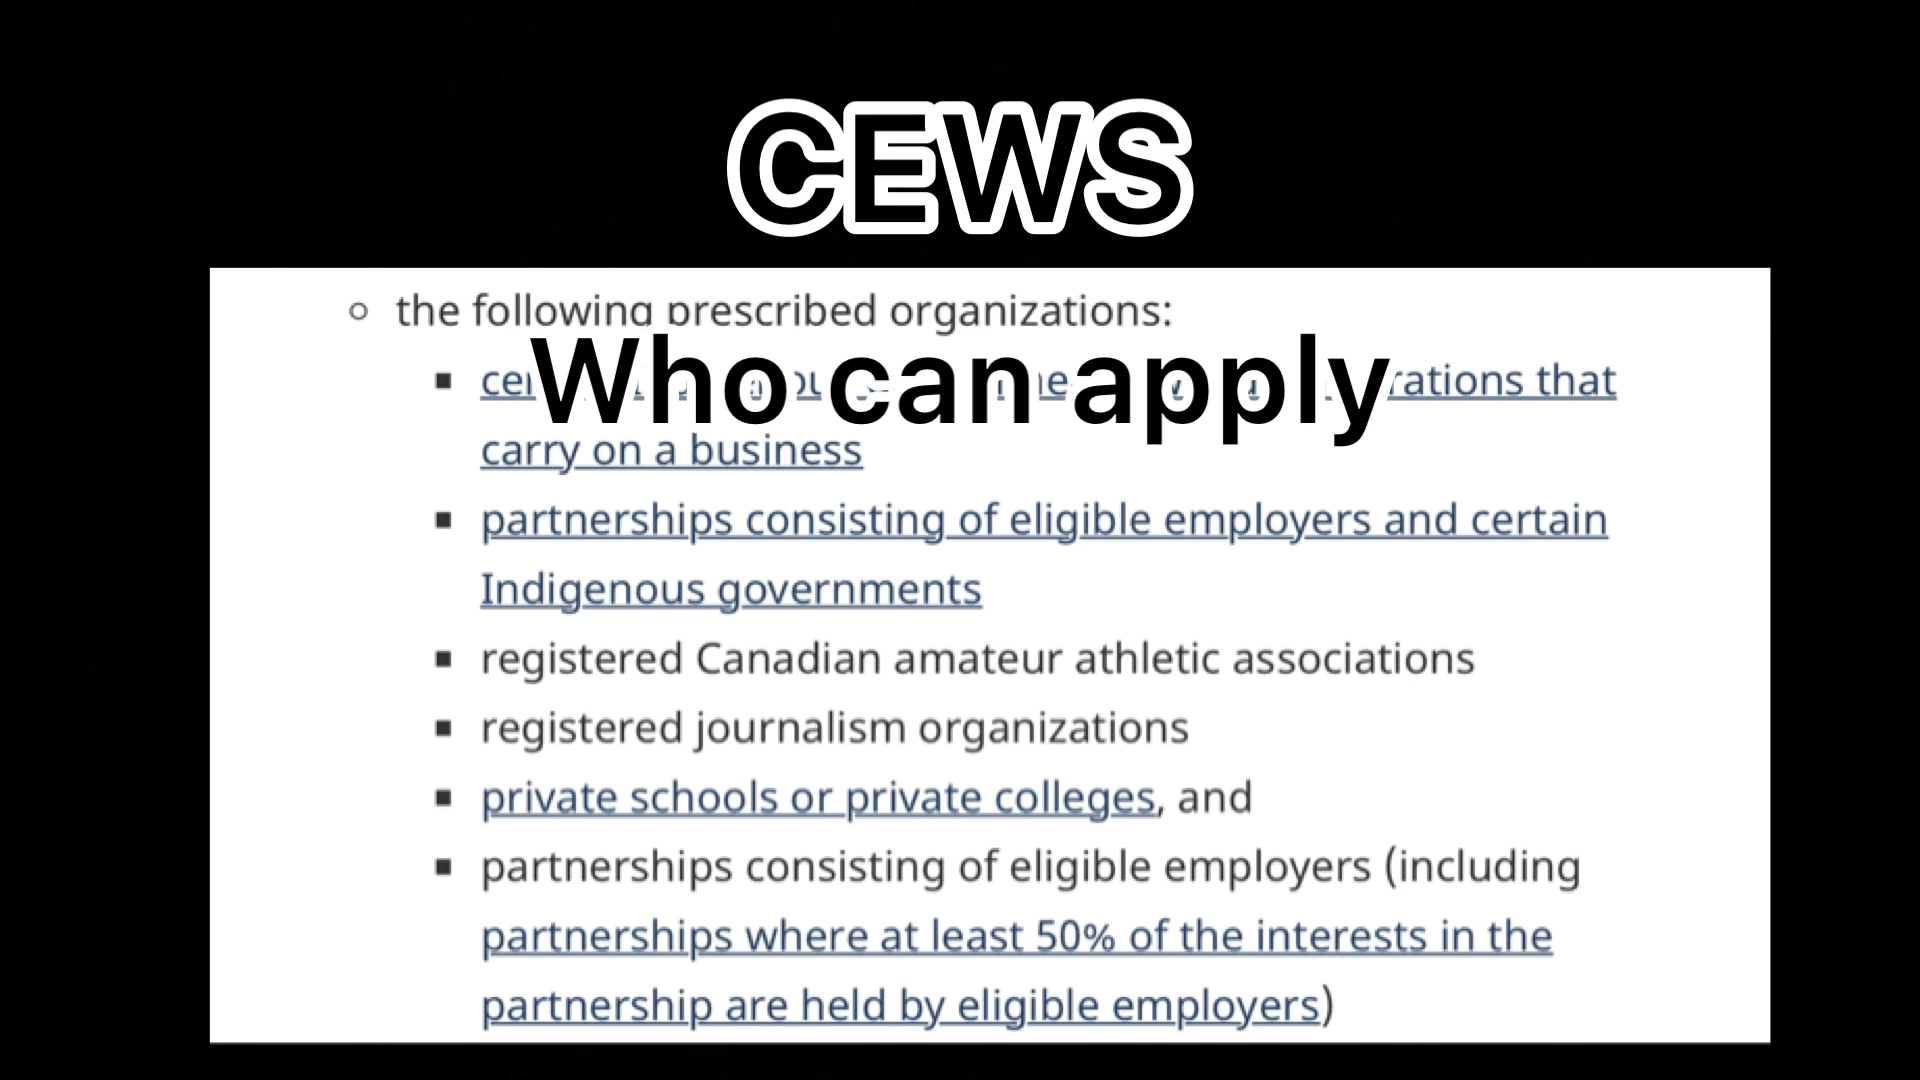 CEWS
the following prescribed organizations:
Who can apply
rations that
carry on a business
partnerships consisting of eligible employers and certain
Indigenous governments
registered Canadian amateur athletic associations
registered journalism organizations
private schools or private colleges, and
partnerships consisting of eligible employers (including
partnerships where at least 50% of the interests in the
partnership are held by eligible employers)